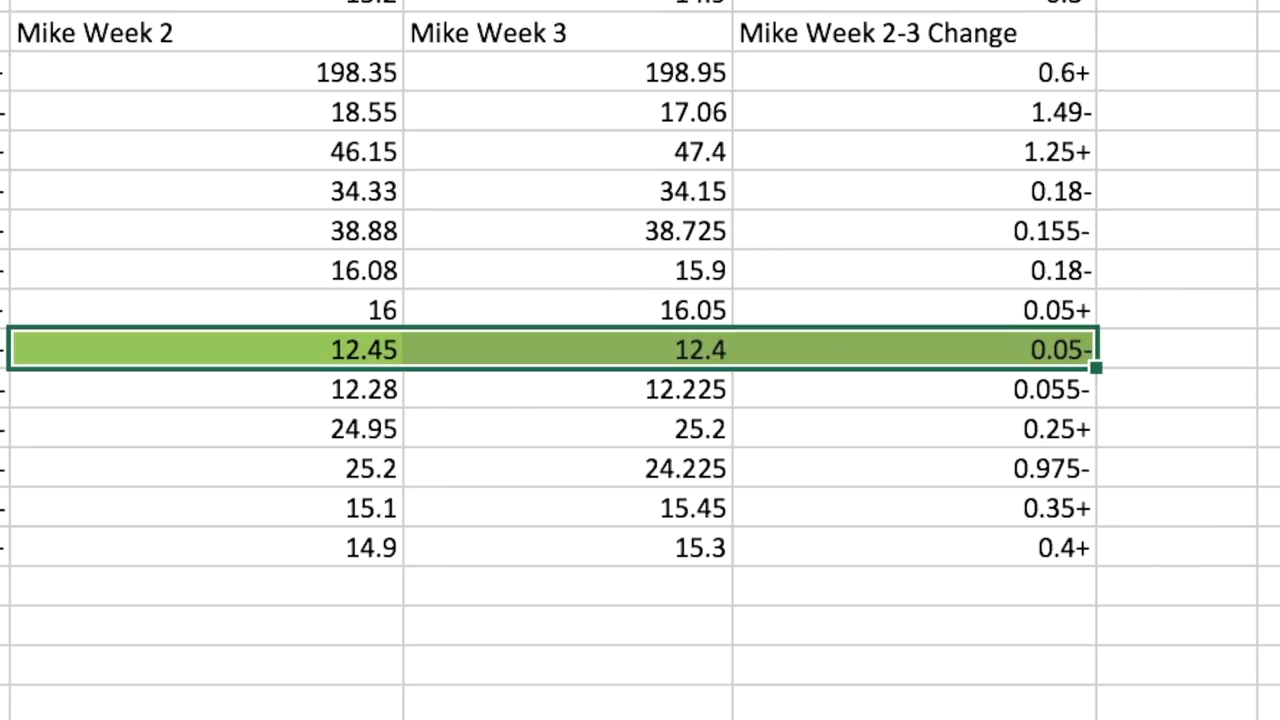 Mike Week 2 Mike Week 3 Mike Week 2-3 Change
198.35 198.95 0.6+
18.55 17.06 1.49-
46.15 47.4 1.25+
34.33 34.15 0.18-
38.88 38.725 0.155-
16.08 15.9 0.18-
16 16.05 0.05+
12.45 12.4 0.05-
12.28 12.225 0.055-
24.95 25.2 0.25+
25.2 24.225 0.975-
15.1 15.45 0.35+
14.9 15.3 0.4+